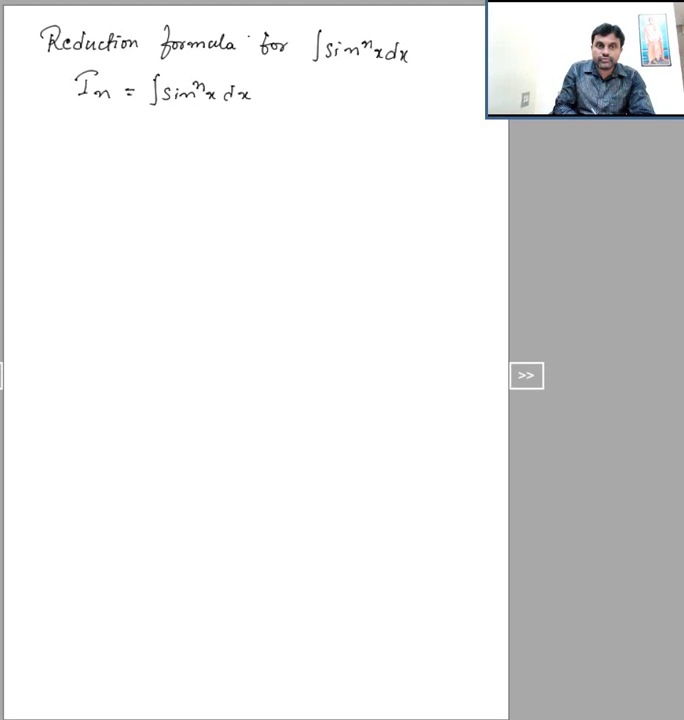 Reduction formula for ∫sinⁿx dx
Iₙ = ∫sinⁿx dx
>>